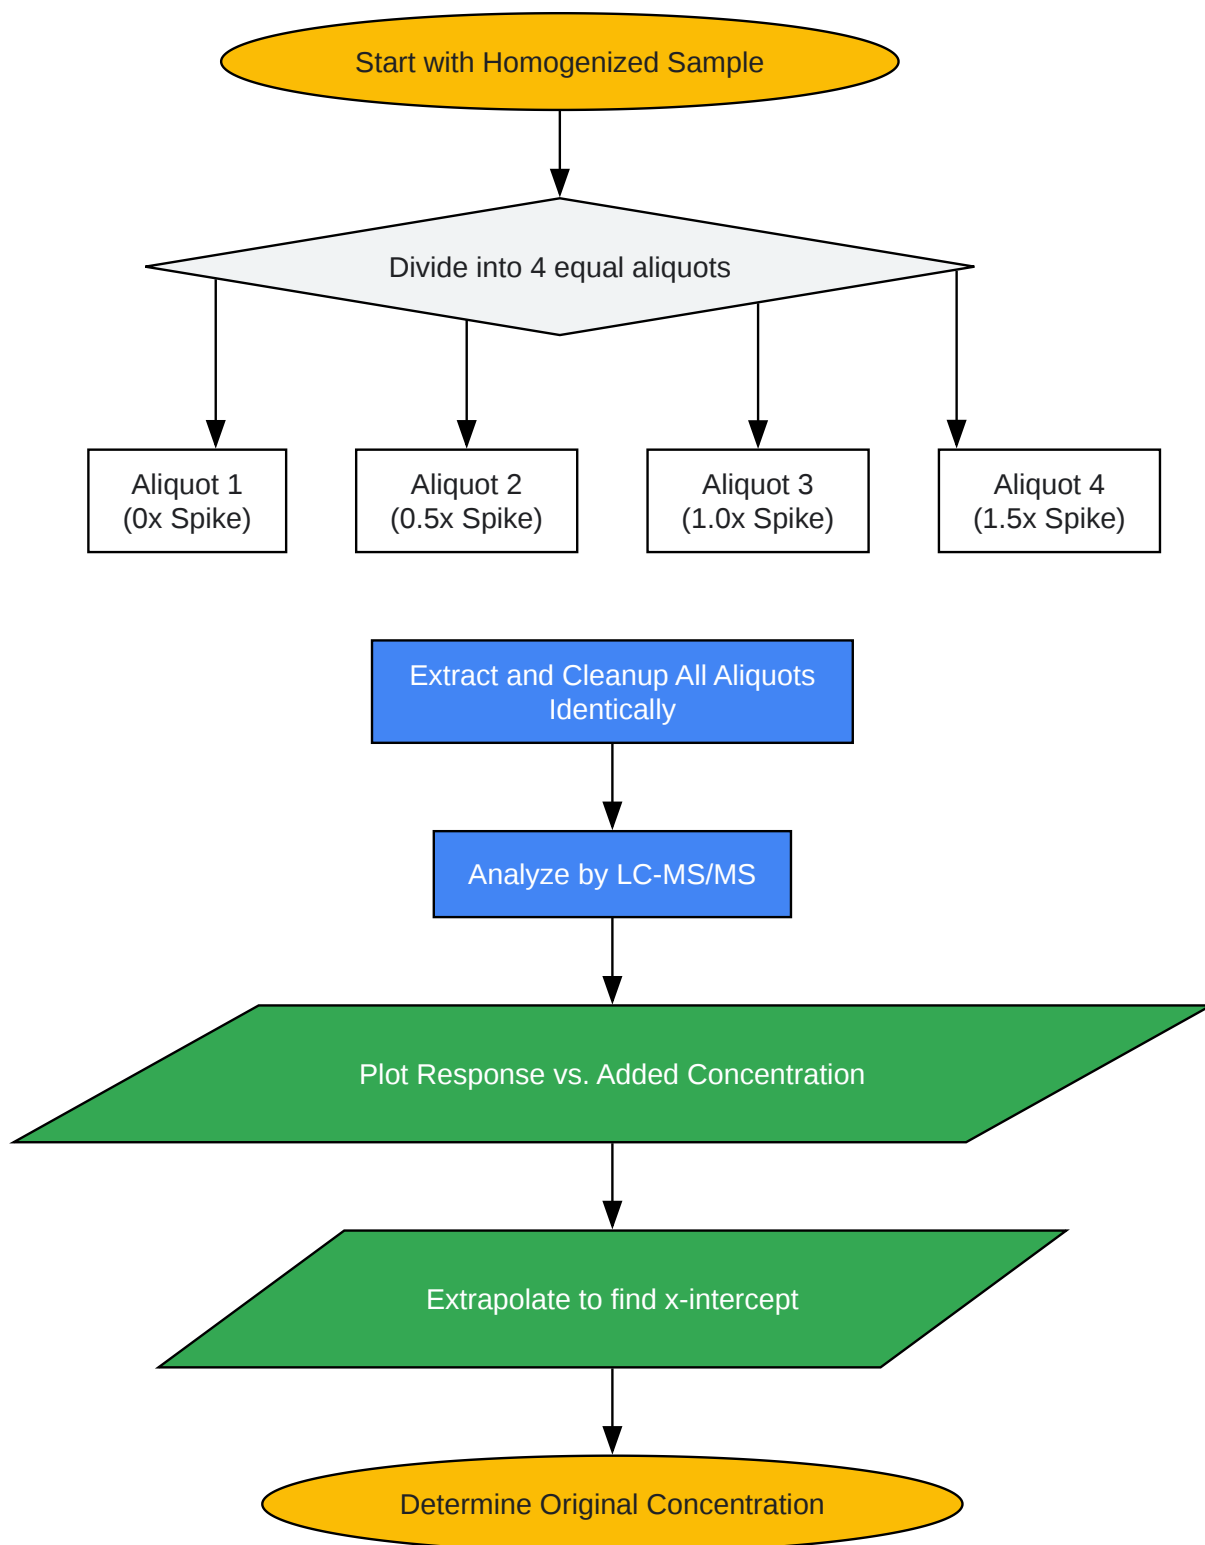 Start with Homogenized Sample
Divide into 4 equal aliquots
Aliquot 1
(0x Spike)
Aliquot 2
(0.5x Spike)
Aliquot 3
(1.0x Spike)
Aliquot 4
(1.5x Spike)
Extract and Cleanup All Aliquots
Identically
Analyze by LC-MS/MS
Plot Response vs. Added Concentration
Extrapolate to find x-intercept
Determine Original Concentration